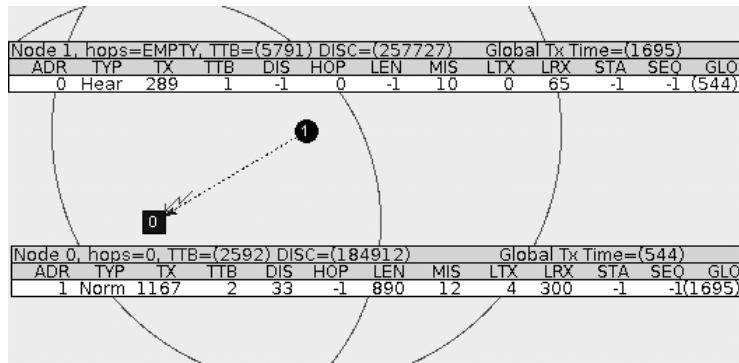 Node 1, hops=EMPTY, TTB=(5791) DISC=(257727) Global Tx Time=(1695)
ADR TYP TX TTB DIS HOP LEN MIS LTX LRX STA SEQ GLO
0 Hear 289 1 -1 0 -1 10 0 65 -1 -1 (544)
1
0
Node 0, hops=0, TTB=(2592) DISC=(184912) Global Tx Time=(544)
ADR TYP TX TTB DIS HOP LEN MIS LTX LRX STA SEQ GLO
1 Norm 1167 2 33 -1 890 12 4 300 -1 -1(1695)